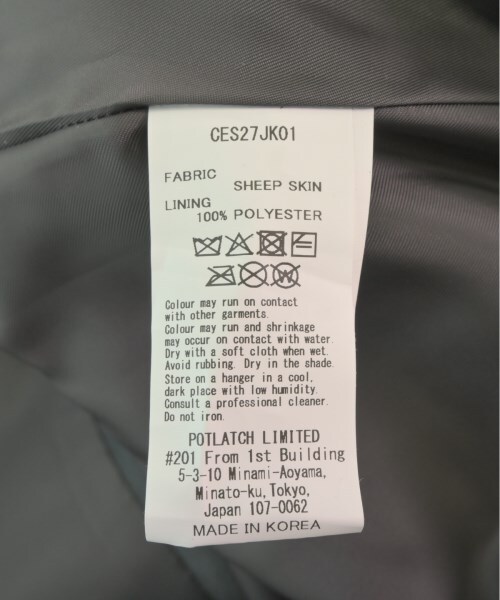 CES27JK01
FABRIC
SHEEP SKIN
LINING
100% POLYESTER
W
Colour may run on contact
with other garments.
Colour may run and shrinkage
may occur on contact with water.
Dry with a soft cloth when wet.
Avoid rubbing. Dry in the shade.
Store on a hanger in a cool,
dark place with low humidity.
Consult a professional cleaner.
Do not iron.
POTLATCH LIMITED
#201 From 1st Building
5-3-10 Minami-Aoyama,
Minato-ku,Tokyo,
Japan 107-0062
MADE IN KOREA